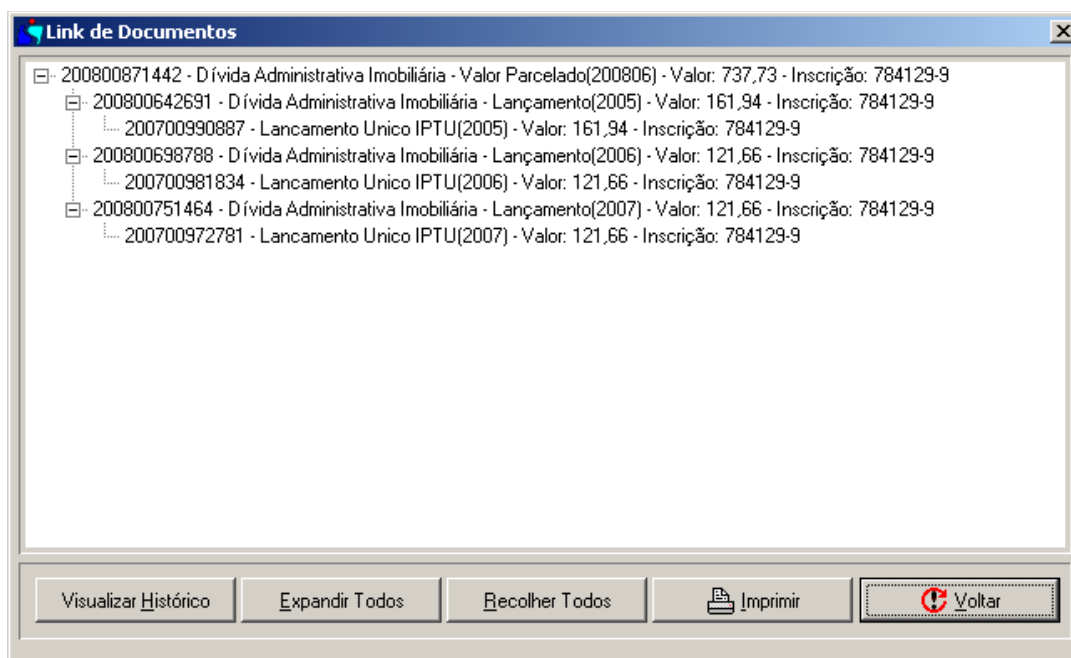 Link de Documentos
200800871442 - Dívida Administrativa Imobiliária - Valor Parcelado(200806) - Valor: 737,73 - Inscrição: 784129-9
200800642691 - Dívida Administrativa Imobiliária - Lançamento(2005) - Valor: 161,94 - Inscrição: 784129-9
200700990887 - Lancamento Unico IPTU(2005) - Valor: 161,94 - Inscrição: 784129-9
200800698788 - Dívida Administrativa Imobiliária - Lançamento(2006) - Valor: 121,66 - Inscrição: 784129-9
200700981834 - Lancamento Unico IPTU(2006) - Valor: 121,66 - Inscrição: 784129-9
200800751464 - Dívida Administrativa Imobiliária - Lançamento(2007) - Valor: 121,66 - Inscrição: 784129-9
200700972781 - Lancamento Unico IPTU(2007) - Valor: 121,66 - Inscrição: 784129-9
Visualizar Histórico Expandir Todos Recolher Todos Imprimir Voltar